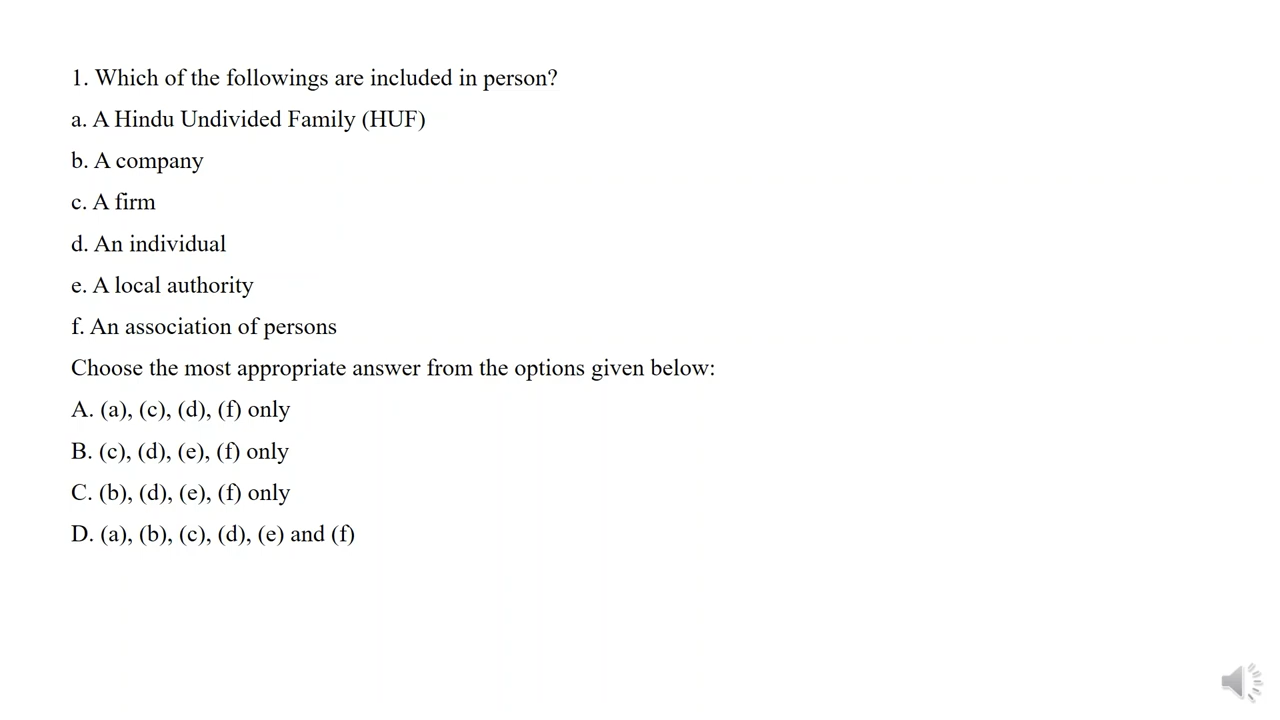 1. Which of the followings are included in person?
a. A Hindu Undivided Family (HUF)
b. A company
c. A firm
d. An individual
e. A local authority
f. An association of persons
Choose the most appropriate answer from the options given below:
A. (a), (c), (d), (f) only
B. (c), (d), (e), (f) only
C. (b), (d), (e), (f) only
D. (a), (b), (c), (d), (e) and (f)